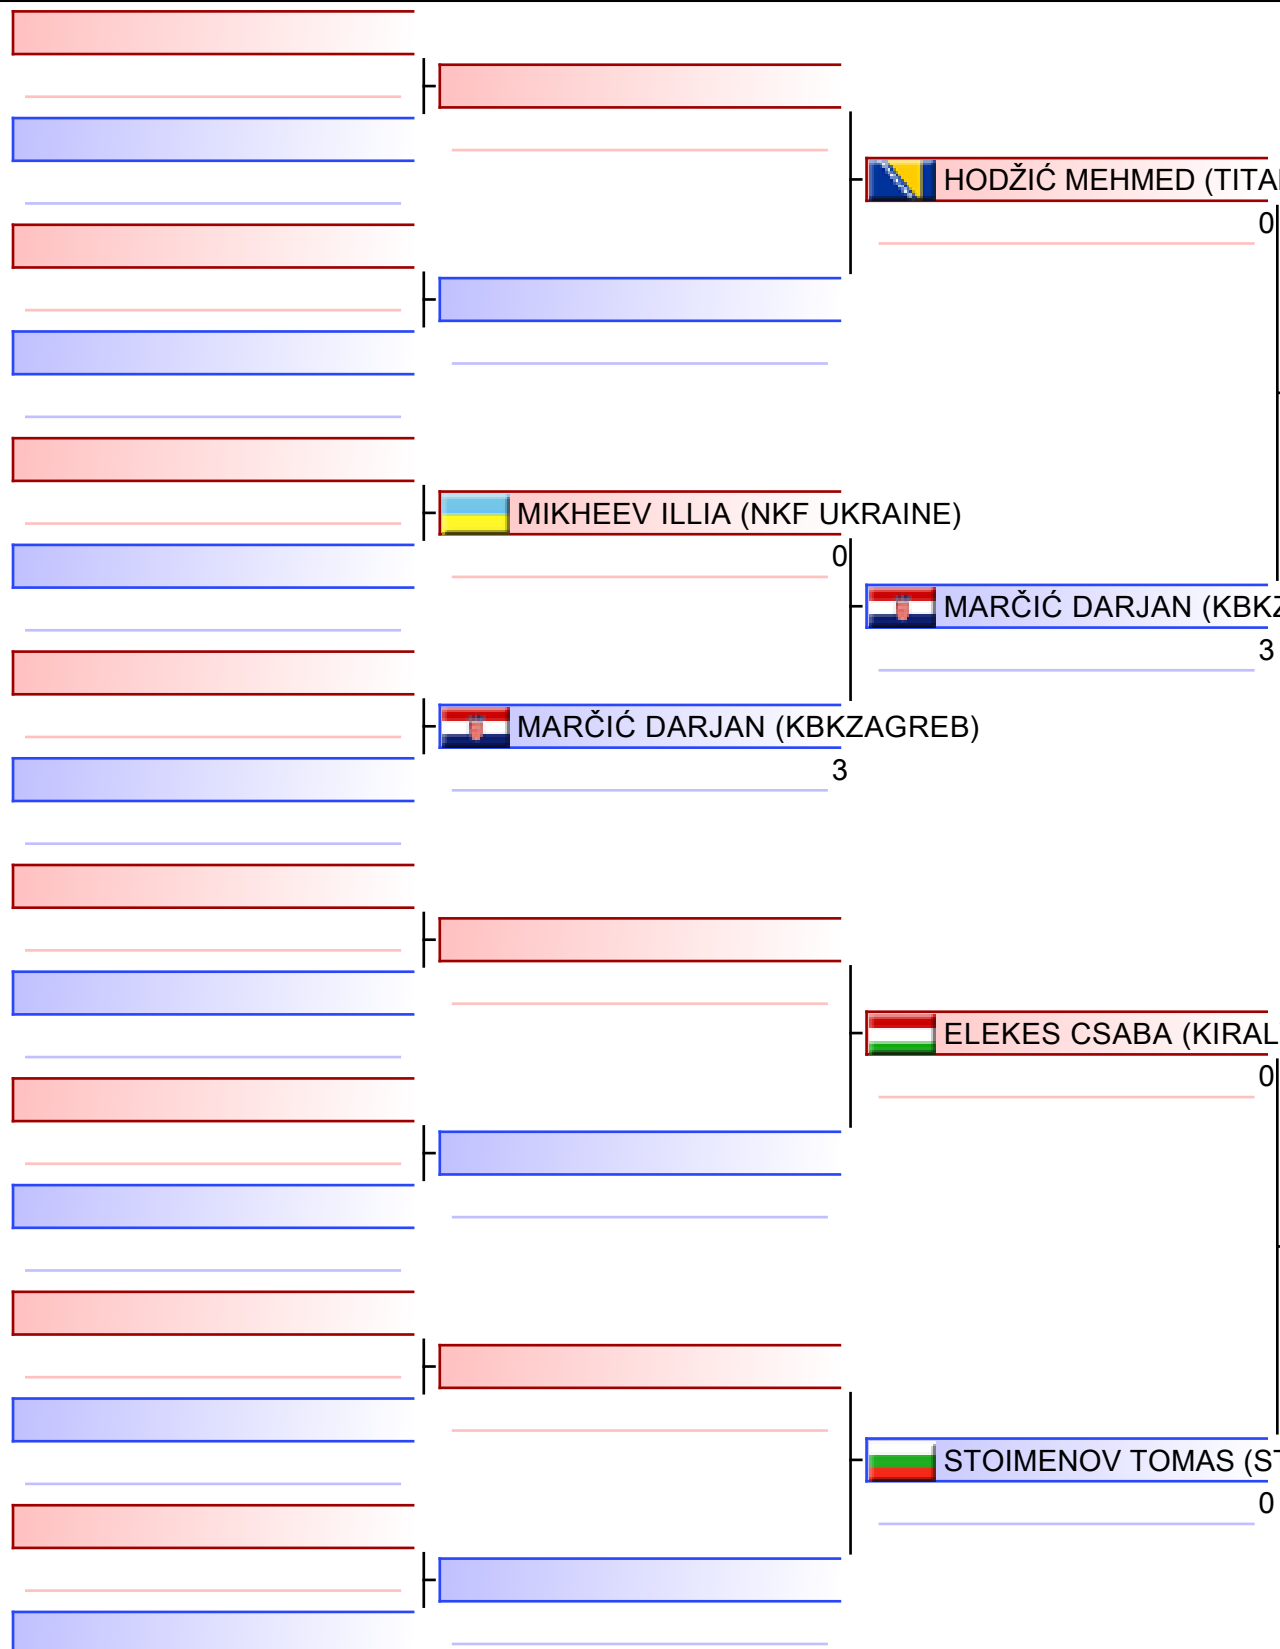 HODŽIĆ MEHMED (TITA
0
MIKHEEV ILLIA (NKF UKRAINE)
0
MARČIĆ DARJAN (KBKZ
3
MARČIĆ DARJAN (KBKZAGREB)
3
ELEKES CSABA (KIRAL
0
STOIMENOV TOMAS (ST
0